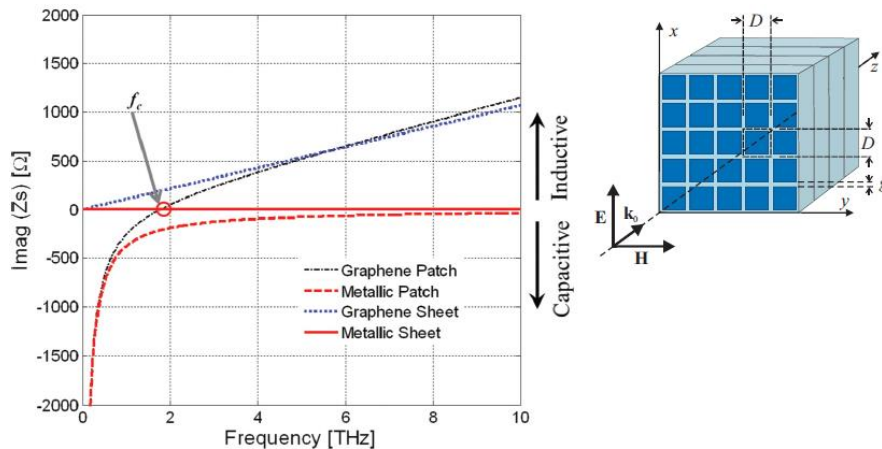 2000
1500
1000
500
0
-500
-1000
-1500
-2000
Imag (Zs) [Ω]
f_c
Graphene Patch
Metallic Patch
Graphene Sheet
Metallic Sheet
0
2
4
6
8
10
Frequency [THz]
Inductive
Capacitive
x
D
z
D
E
k₀
y
H